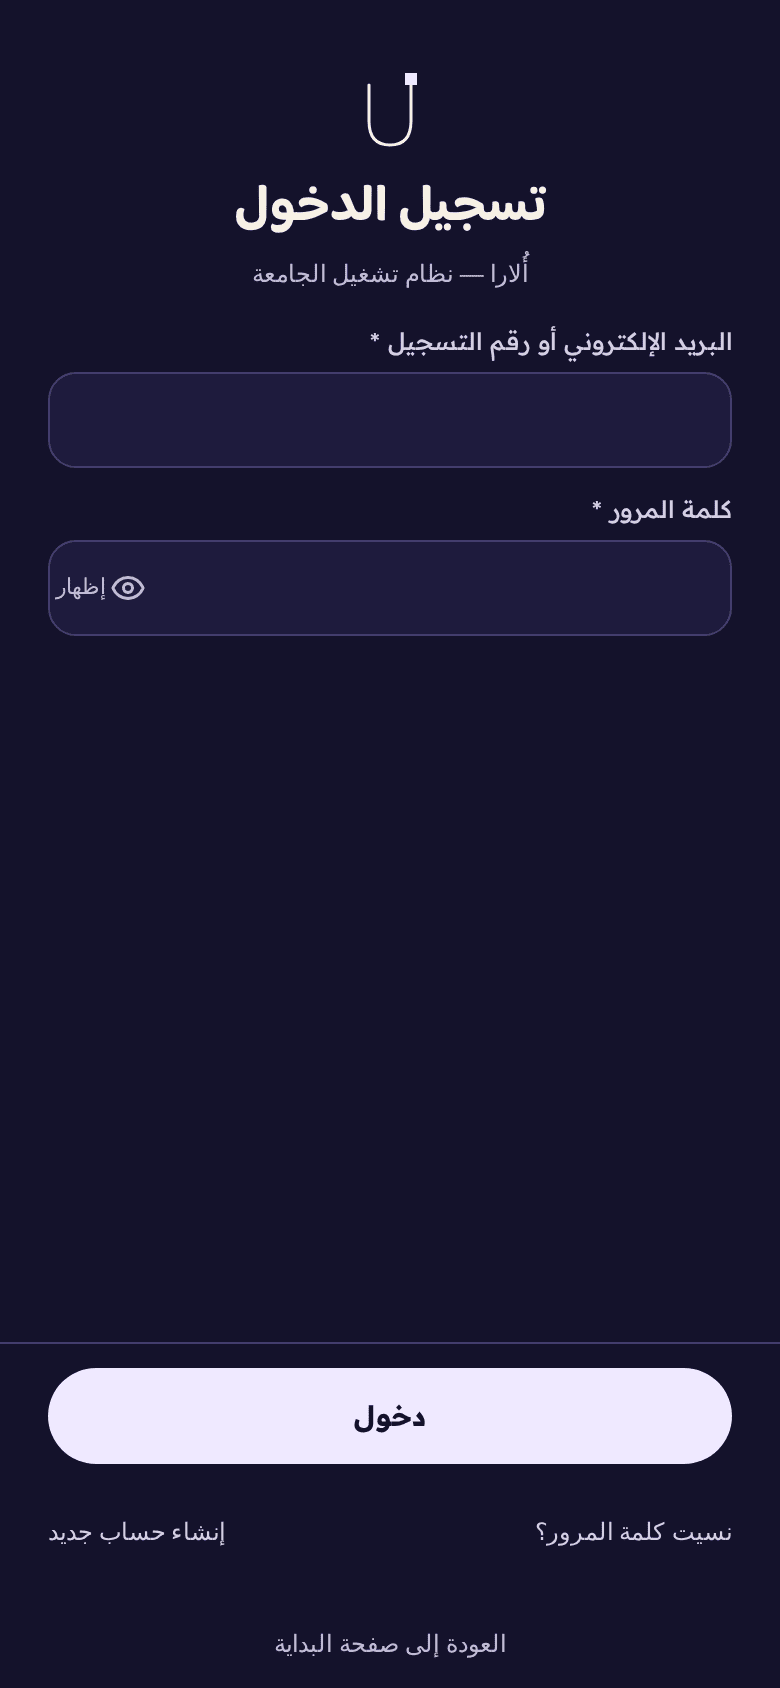 تسجيل الدخول
أُلارا — نظام تشغيل الجامعة
البريد الإلكتروني أو رقم التسجيل *
كلمة المرور *
إظهار
دخول
نسيت كلمة المرور؟
إنشاء حساب جديد
العودة إلى صفحة البداية